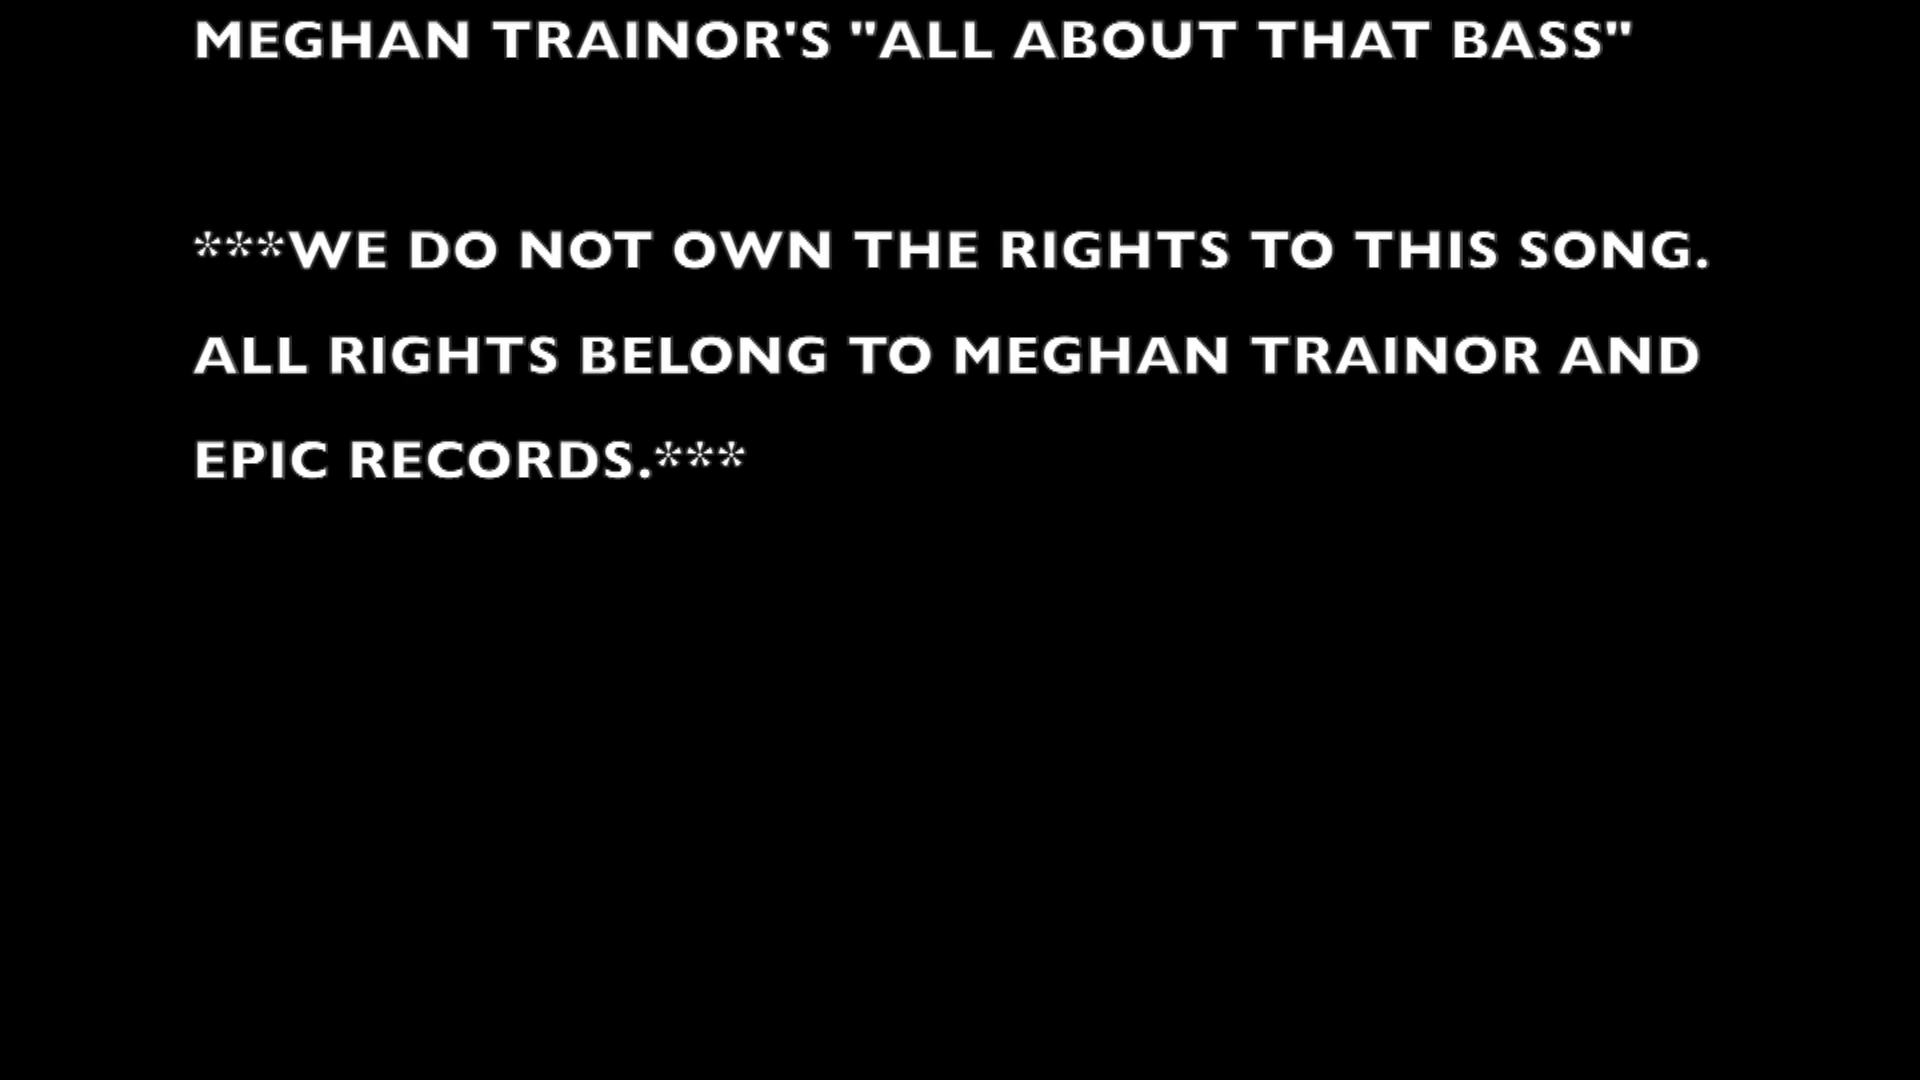 MEGHAN TRAINOR'S "ALL ABOUT THAT BASS"
***WE DO NOT OWN THE RIGHTS TO THIS SONG.
ALL RIGHTS BELONG TO MEGHAN TRAINOR AND
EPIC RECORDS.***